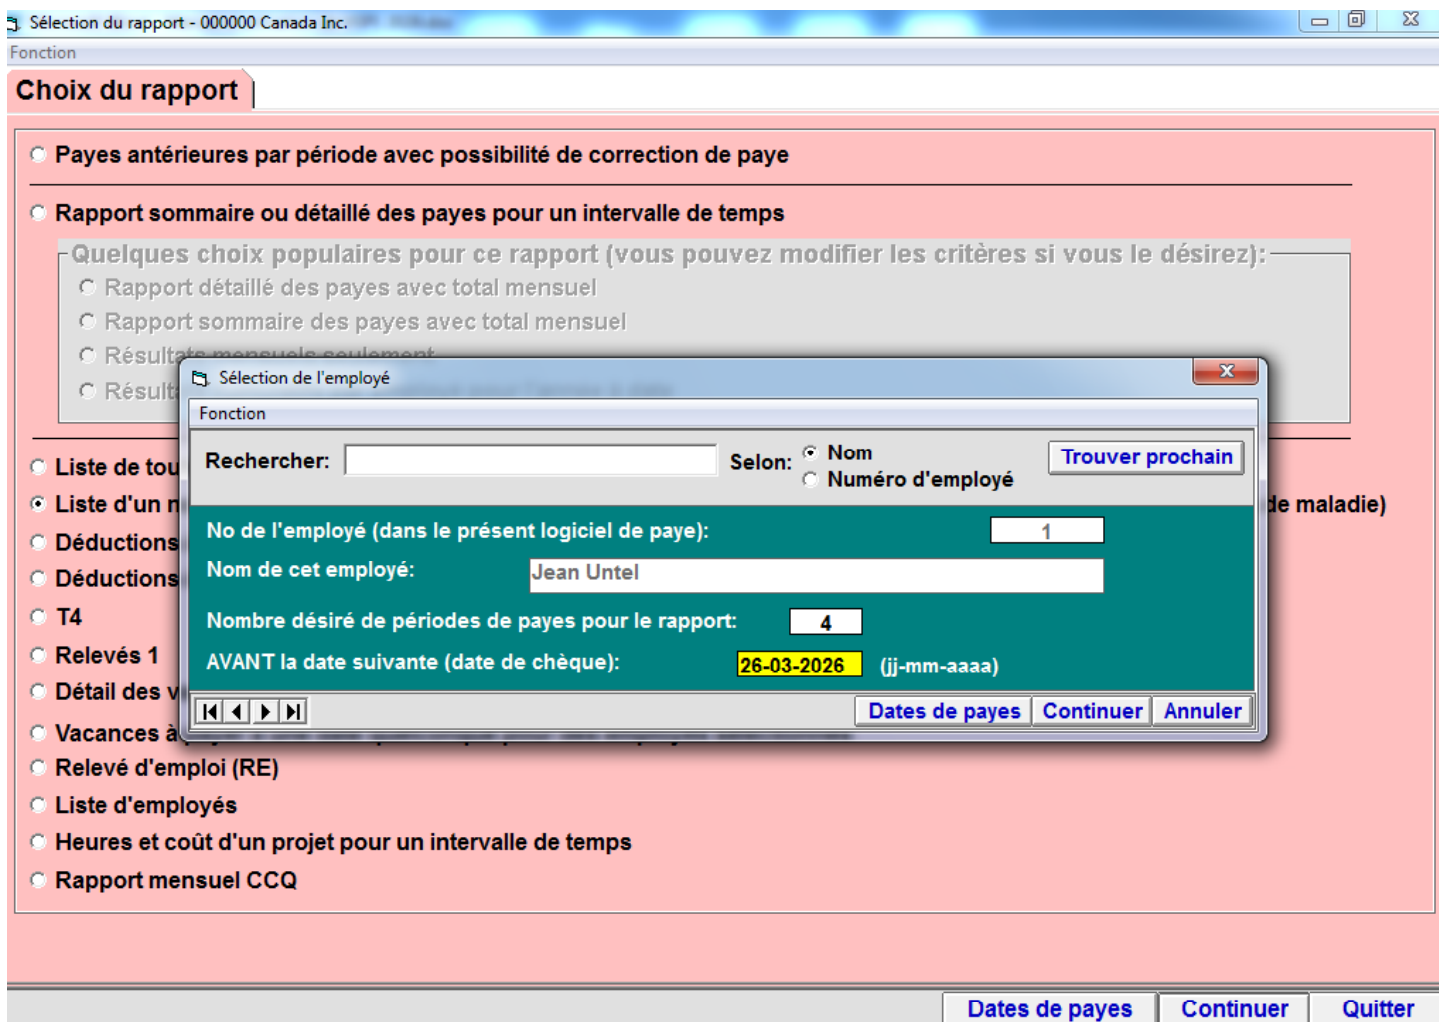 Sélection du rapport - 000000 Canada Inc.
Fonction
Choix du rapport
Payes antérieures par période avec possibilité de correction de paye
Rapport sommaire ou détaillé des payes pour un intervalle de temps
Quelques choix populaires pour ce rapport (vous pouvez modifier les critères si vous le désirez):
Rapport détaillé des payes avec total mensuel
Rapport sommaire des payes avec total mensuel
Résultats mensuels seulement
Résult
Sélection de l'employé
Fonction
Rechercher: Selon: Nom
Numéro d'employé
Trouver prochain
No de l'employé (dans le présent logiciel de paye): 1
Nom de cet employé: Jean Untel
Nombre désiré de périodes de payes pour le rapport: 4
AVANT la date suivante (date de chèque): 26-03-2026 (jj-mm-aaaa)
Dates de payes Continuer Annuler
Liste de tou
Liste d'un n de maladie)
Déductions
Déductions
T4
Relevés 1
Détail des v
Vacances à
Relevé d'emploi (RE)
Liste d'employés
Heures et coût d'un projet pour un intervalle de temps
Rapport mensuel CCQ
Dates de payes Continuer Quitter